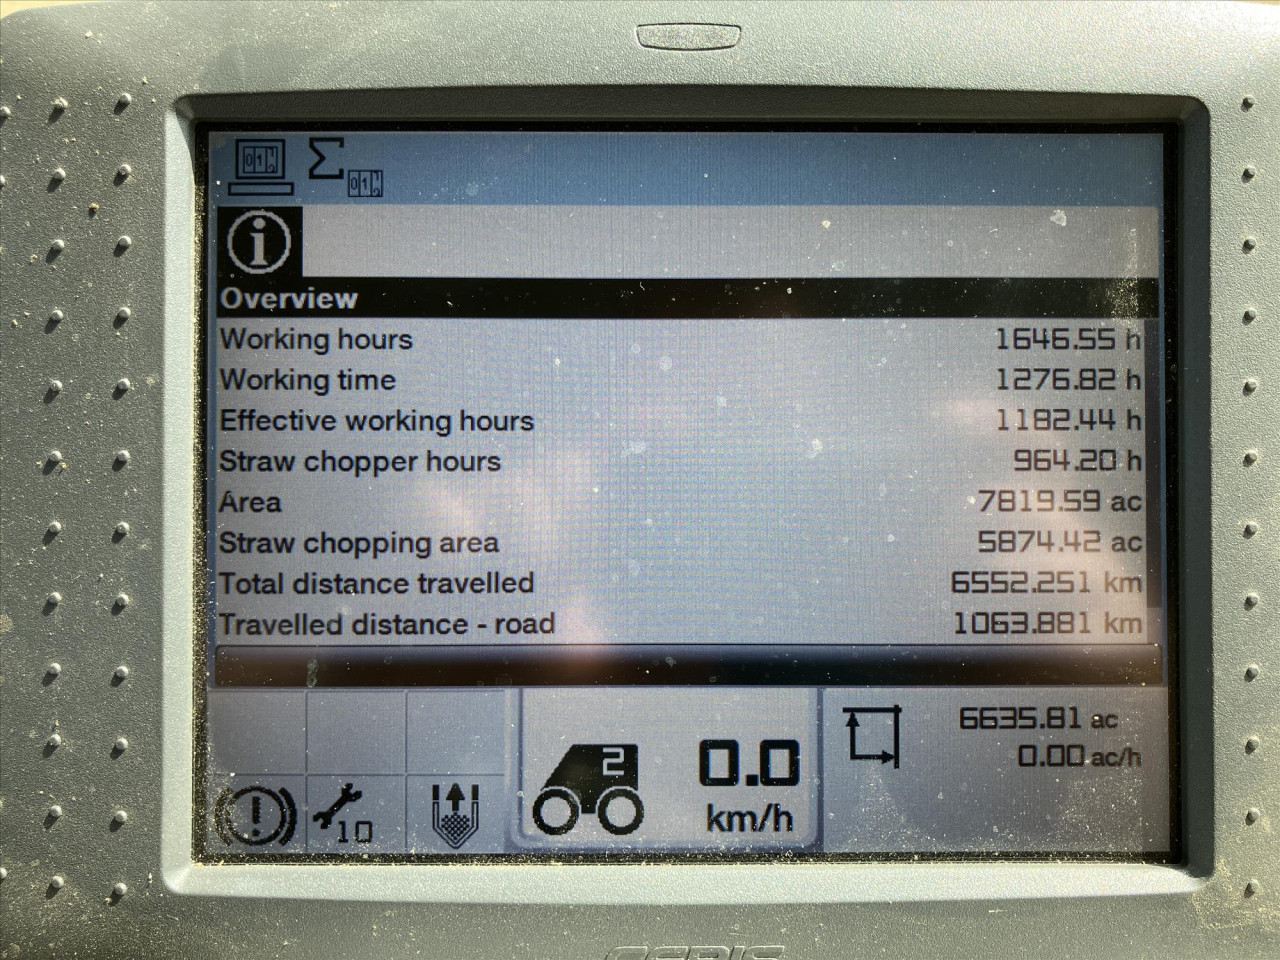 Overview
Working hours 1646.55 h
Working time 1276.82 h
Effective working hours 1182.44 h
Straw chopper hours 964.20 h
Area 7819.59 ac
Straw chopping area 5874.42 ac
Total distance travelled 6552.251 km
Travelled distance - road 1063.881 km
2
0.0
km/h
6635.81 ac
0.00 ac/h
10